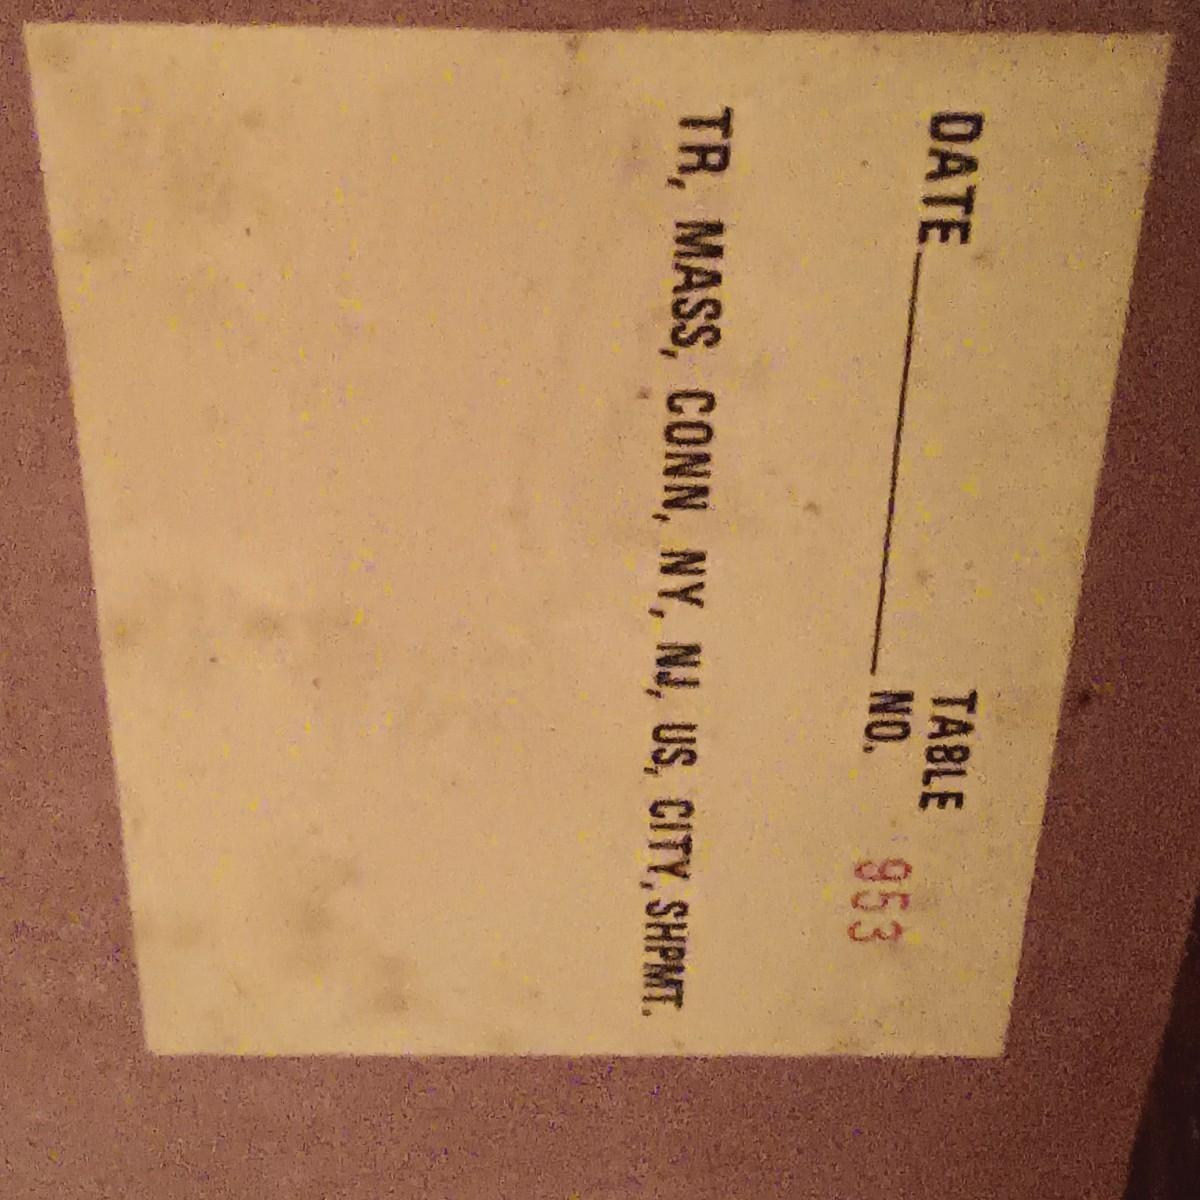 DATE TABLE NO. 953
TR, MASS, CONN, NY, NJ, US, CITY, SHPMT.